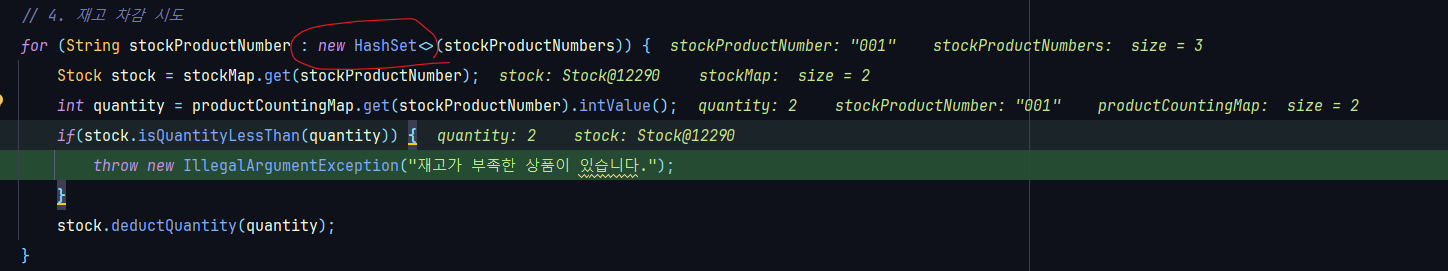 // 4. 재고 차감 시도
for (String stockProductNumber : new HashSet<>(stockProductNumbers)) { stockProductNumber: "001" stockProductNumbers: size = 3
Stock stock = stockMap.get(stockProductNumber); stock: Stock@12290 stockMap: size = 2
int quantity = productCountingMap.get(stockProductNumber).intValue(); quantity: 2 stockProductNumber: "001" productCountingMap: size = 2
if(stock.isQuantityLessThan(quantity)) { quantity: 2 stock: Stock@12290
throw new IllegalArgumentException("재고가 부족한 상품이 있습니다.");
}
stock.deductQuantity(quantity);
}